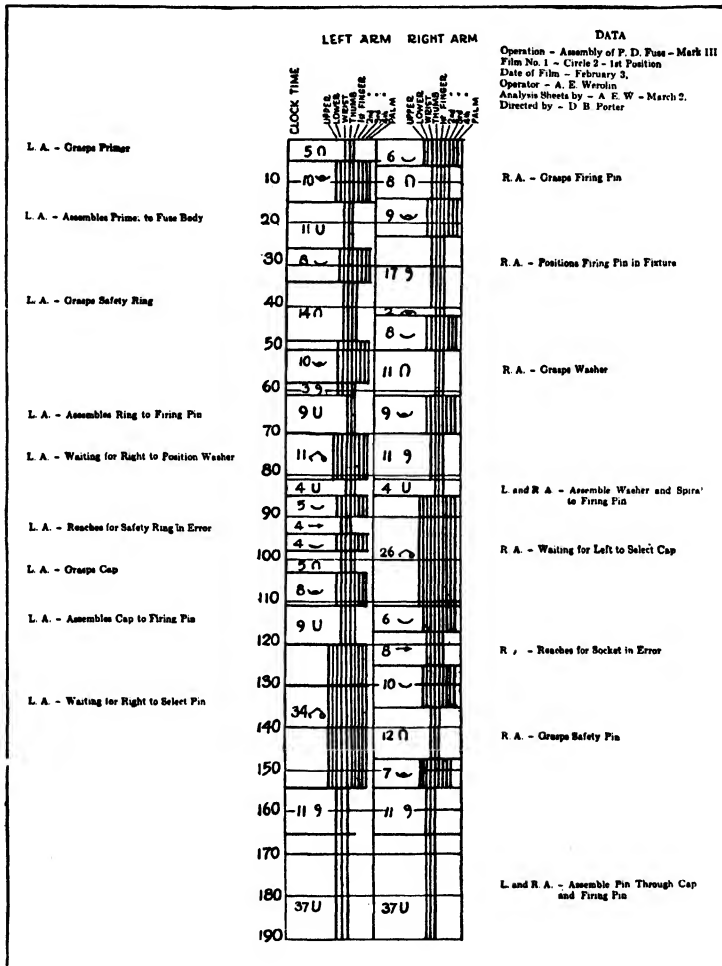 LEFT ARM RIGHT ARM
DATA
Operation - Assembly of P. D. Fuse - Mark III
Film No. 1 - Circle 2 - 1st Position
Date of Film - February 3,
Operator - A. E. Werolin
Analysis Sheets by - A E. W - March 2.
Directed by - D B Porter
CLOCK TIME
UPPER
LOWER
WRIST
THUMB
1st FINGER
2nd "
3rd "
4th "
PALM
UPPER
LOWER
WRIST
THUMB
1st FINGER
2nd "
3rd "
4th "
PALM
L. A. - Grasps Primer
5
6
10
10
8
R. A. - Grasps Firing Pin
L. A. - Assembles Primer to Fuse Body
20
9
11 U
30
8
17
R. A. - Positions Firing Pin in Fixture
L. A. - Grasps Safety Ring
40
14
2
8
50
10
11
R. A. - Grasps Washer
60
3
L. A. - Assembles Ring to Firing Pin
9 U
9
70
L. A. - Waiting for Right to Position Washer
11
11
80
4 U
4 U
L and R A - Assemble Washer and Spiral
to Firing Pin
90
5
L. A. - Reaches for Safety Ring in Error
4
4
100
26
R A. - Waiting for Left to Select Cap
L. A. - Grasps Cap
5
8
110
L. A. - Assembles Cap to Firing Pin
9 U
6
120
8
R - Reaches for Socket in Error
130
10
L. A. - Waiting for Right to Select Pin
34
140
12
R. A. - Grasps Safety Pin
150
7
160
11
11
170
180
37 U
37 U
L. and R. A. - Assemble Pin Through Cap
and Firing Pin
190